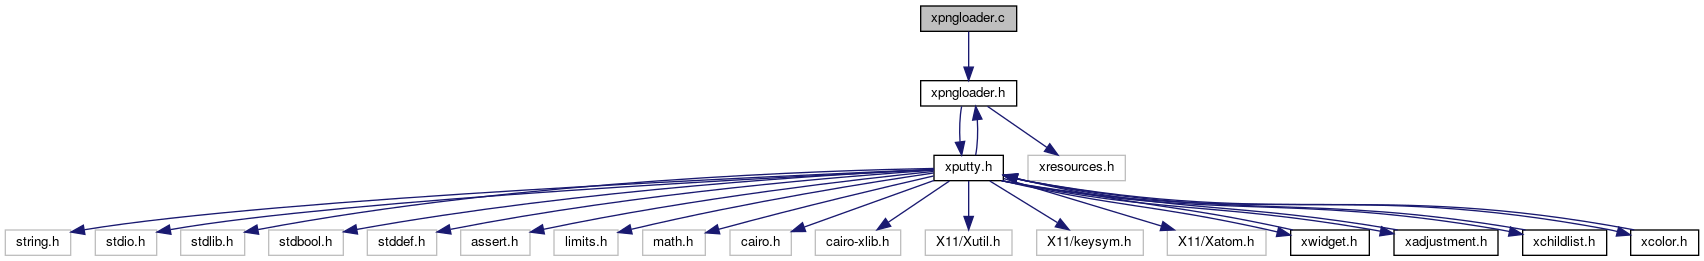 xpngloader.c
xpngloader.h
xputty.h
xresources.h
string.h
stdio.h
stdlib.h
stdbool.h
stddef.h
assert.h
limits.h
math.h
cairo.h
cairo-xlib.h
X11/Xutil.h
X11/keysym.h
X11/Xatom.h
xwidget.h
xadjustment.h
xchildlist.h
xcolor.h